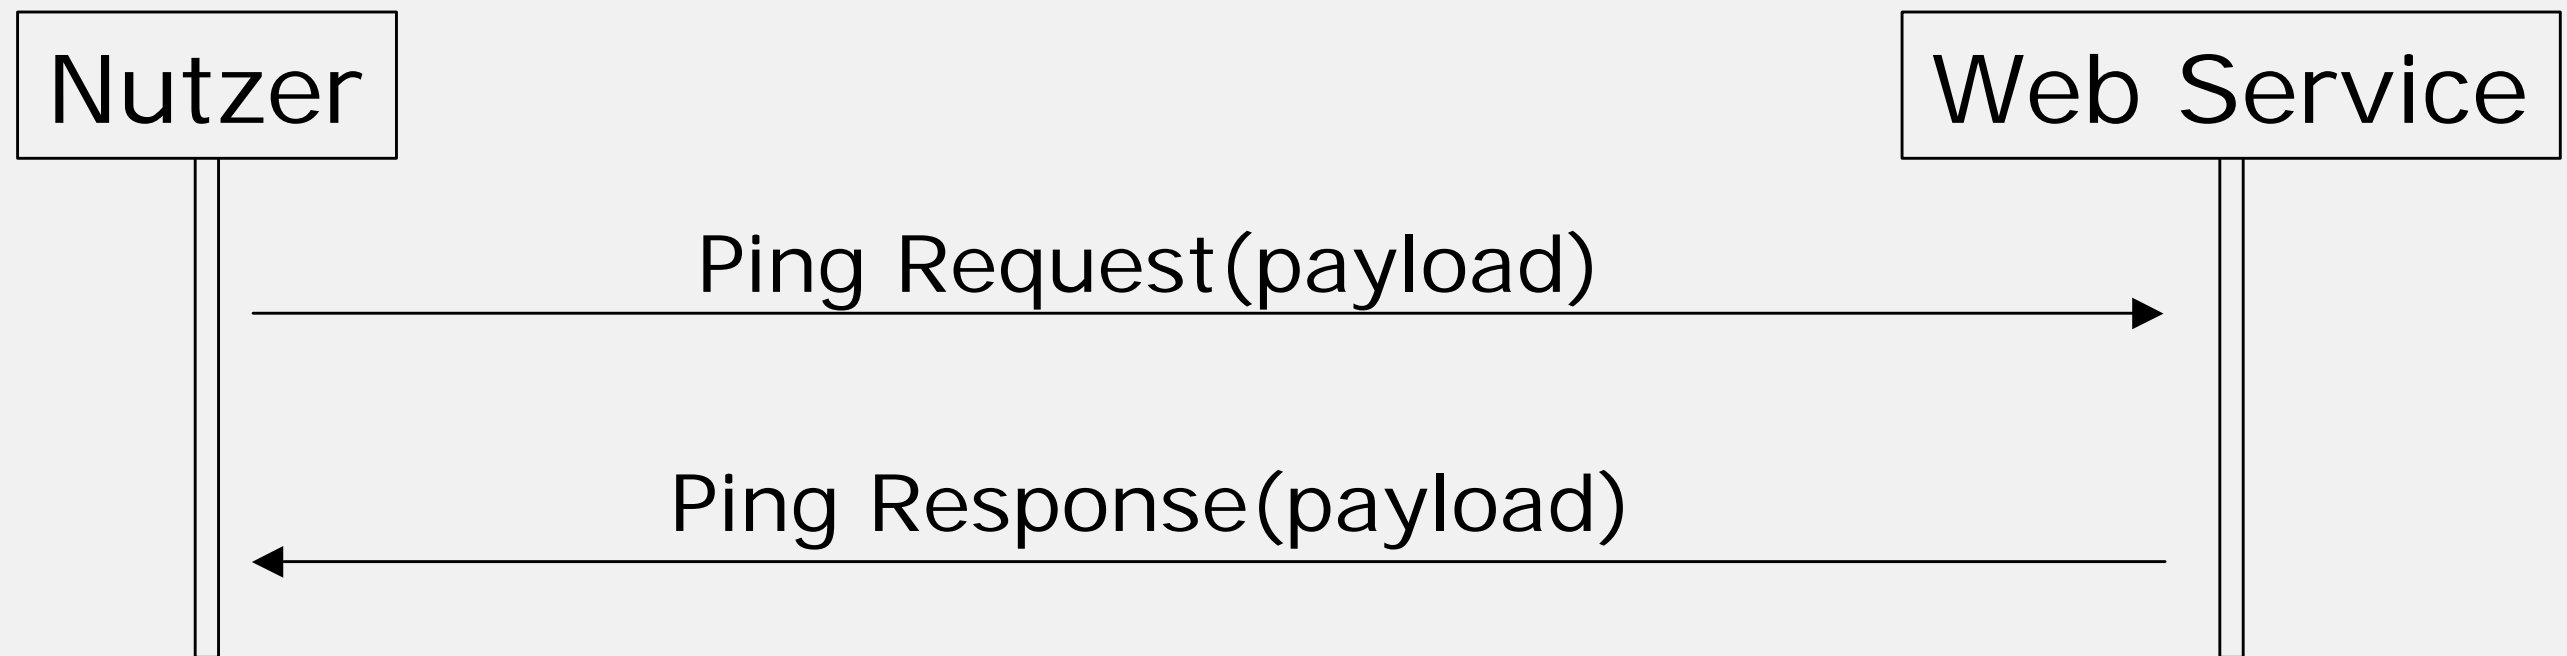 Nutzer
Web Service
Ping Request(payload)
Ping Response(payload)